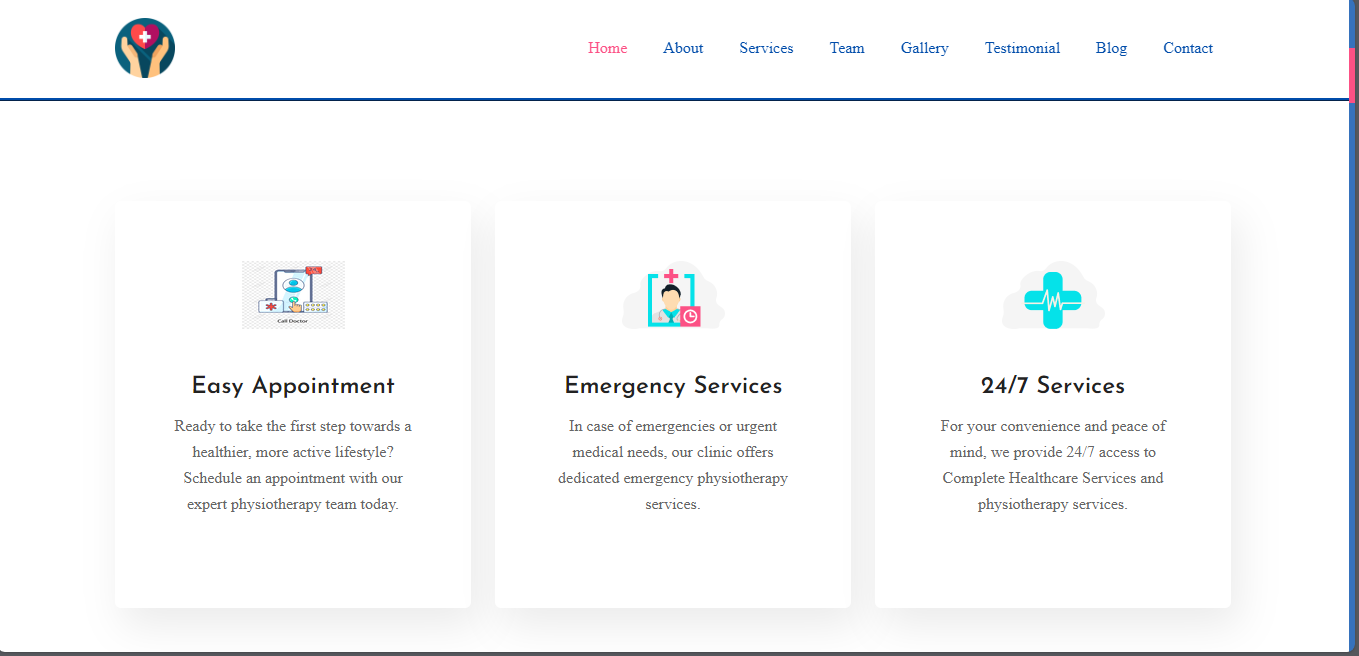 Home About Services Team Gallery Testimonial Blog Contact
Call Doctor
Easy Appointment
Ready to take the first step towards a
healthier, more active lifestyle?
Schedule an appointment with our
expert physiotherapy team today.
Emergency Services
In case of emergencies or urgent
medical needs, our clinic offers
dedicated emergency physiotherapy
services.
24/7 Services
For your convenience and peace of
mind, we provide 24/7 access to
Complete Healthcare Services and
physiotherapy services.